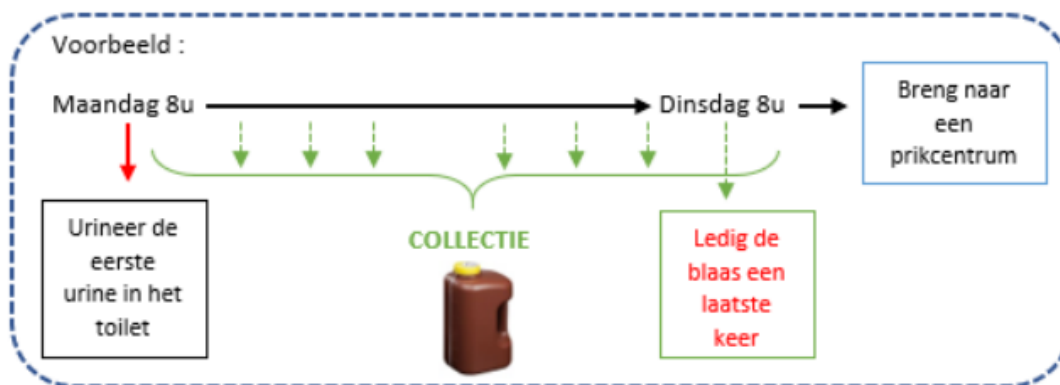 Voorbeeld :
Maandag 8u
Dinsdag 8u
Breng naar
een
prikcentrum
Urineer de
eerste
urine in het
toilet
COLLECTIE
Ledig de
blaas een
laatste
keer